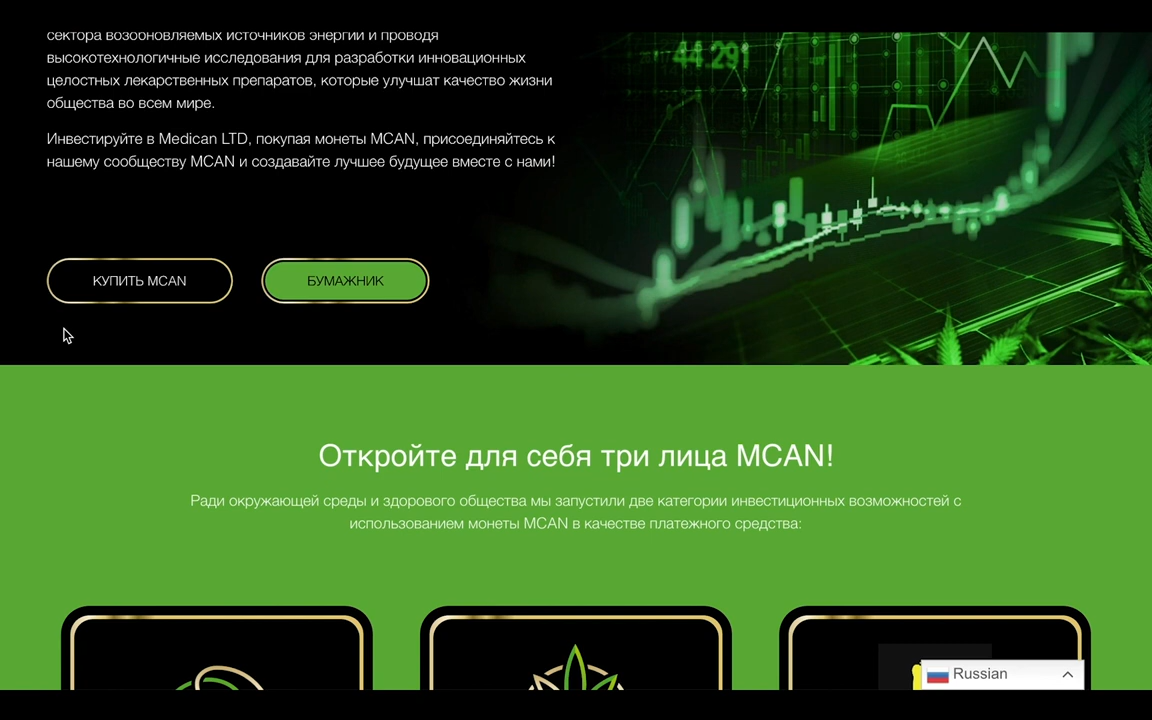 сектора возобновляемых источников энергии и проводя
высокотехнологичные исследования для разработки инновационных
целостных лекарственных препаратов, которые улучшат качество жизни
общества во всем мире.
Инвестируйте в Medican LTD, покупая монеты MCAN, присоединяйтесь к
нашему сообществу MCAN и создавайте лучшее будущее вместе с нами!
44.291
КУПИТЬ MCAN
БУМАЖНИК
Откройте для себя три лица MCAN!
Ради окружающей среды и здорового общества мы запустили две категории инвестиционных возможностей с
использованием монеты MCAN в качестве платежного средства:
Russian